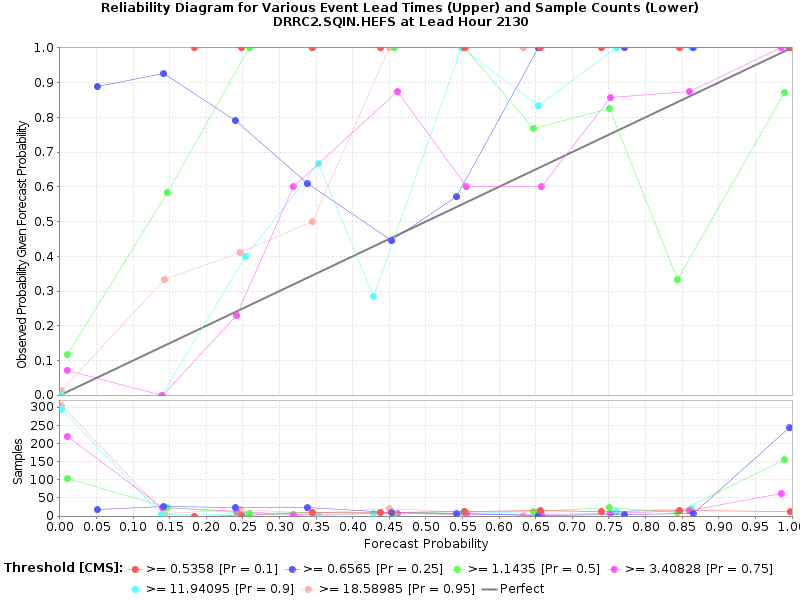 Reliability Diagram for Various Event Lead Times (Upper) and Sample Counts (Lower)
DRRC2.SQIN.HEFS at Lead Hour 2130
Observed Probability Given Forecast Probability
1.0
0.9
0.8
0.7
0.6
0.5
0.4
0.3
0.2
0.1
0.0
Samples
300
250
200
150
100
50
0
0.00 0.05 0.10 0.15 0.20 0.25 0.30 0.35 0.40 0.45 0.50 0.55 0.60 0.65 0.70 0.75 0.80 0.85 0.90 0.95 1.0
Forecast Probability
Threshold [CMS]: >= 0.5358 [Pr = 0.1] >= 0.6565 [Pr = 0.25] >= 1.1435 [Pr = 0.5] >= 3.40828 [Pr = 0.75]
>= 11.94095 [Pr = 0.9] >= 18.58985 [Pr = 0.95] Perfect